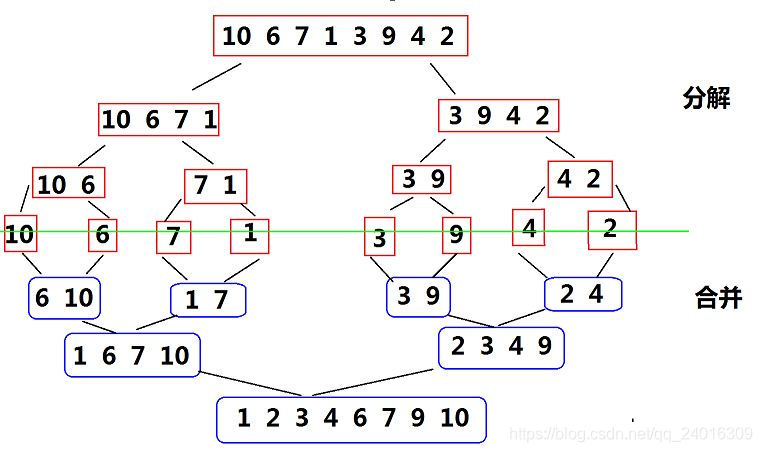 10 6 7 1 3 9 4 2
分解
10 6 7 1
3 9 4 2
10 6
7 1
3 9
4 2
10
6
7
1
3
9
4
2
6 10
1 7
3 9
2 4
合并
1 6 7 10
2 3 4 9
1 2 3 4 6 7 9 10
https://blog.csdn.net/qq_24016309